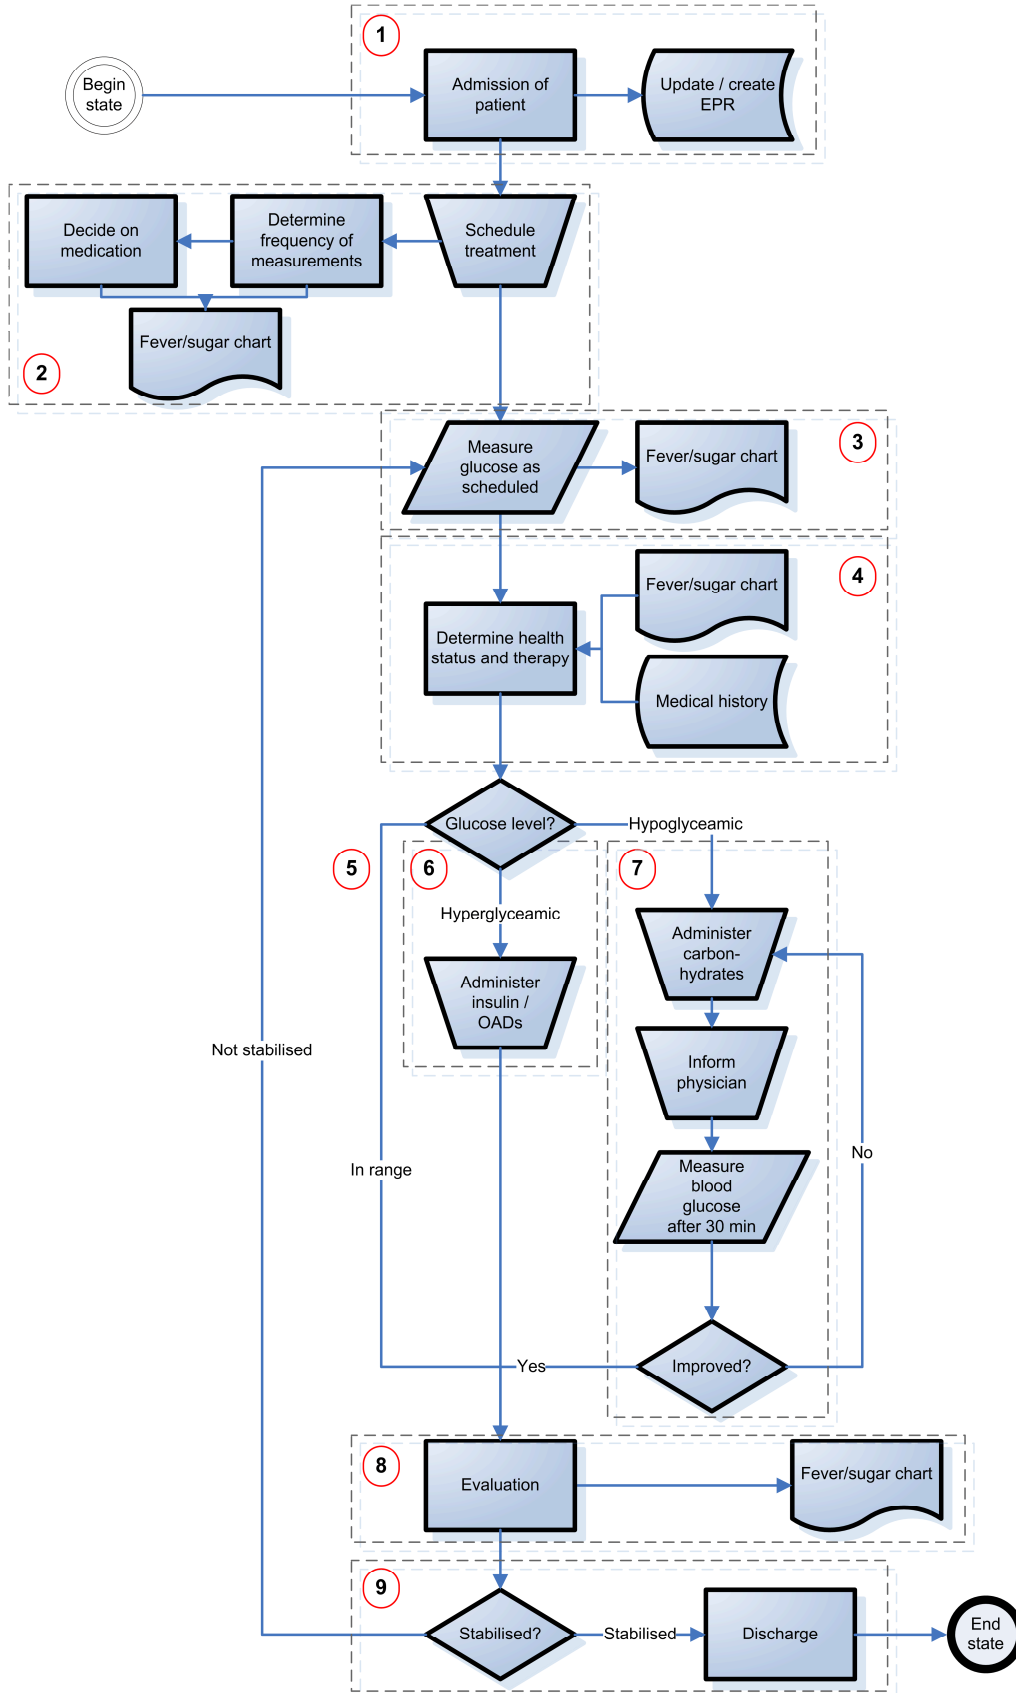 1
Begin
state
Admission of
patient
Update / create
EPR
Decide on
medication
Determine
frequency of
measurements
Schedule
treatment
Fever/sugar chart
2
Measure
glucose as
scheduled
Fever/sugar chart
3
Fever/sugar chart
4
Determine health
status and therapy
Medical history
Glucose level?
Hypoglyceamic
5
6
7
Hyperglyceamic
Administer
carbon-
hydrates
Administer
insulin /
OADs
Not stabilised
Inform
physician
No
In range
Measure
blood
glucose
after 30 min
Yes
Improved?
8
Evaluation
Fever/sugar chart
9
Stabilised?
Stabilised
Discharge
End
state